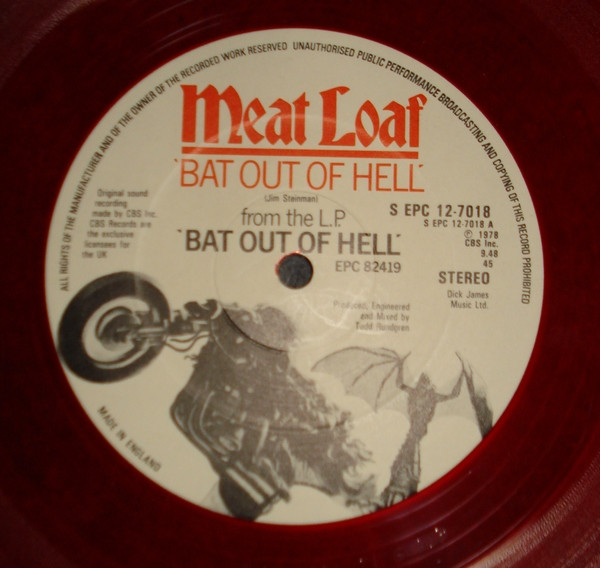 ALL RIGHTS OF THE MANUFACTURER AND OF THE OWNER OF THE RECORDED WORK RESERVED UNAUTHORISED PUBLIC PERFORMANCE BROADCASTING AND COPYING OF THIS RECORD PROHIBITED
Meat Loaf
"BAT OUT OF HELL"
(Jim Steinman)
from the L.P.
"BAT OUT OF HELL"
EPC 82419
Original sound
recording
made by CBS Inc.
CBS Records are
the exclusive
licensees for
the UK
S EPC 12-7018
S EPC 12-7018 A
℗ 1978
CBS Inc.
9.48
45
STEREO
Dick James
Music Ltd.
Produced, Engineered
and Mixed by
Todd Rundgren
MADE IN ENGLAND